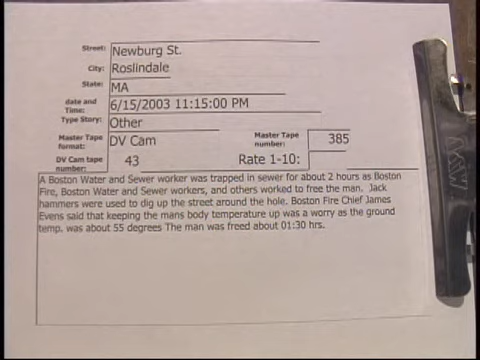 Street: Newburg St.
City: Roslindale
State: MA
date and Time: 6/15/2003 11:15:00 PM
Type Story: Other
Master Tape format: DV Cam Master Tape number: 385
DV Cam tape number: 43 Rate 1-10:
A Boston Water and Sewer worker was trapped in sewer for about 2 hours as Boston
Fire, Boston Water and Sewer workers, and others worked to free the man. Jack
hammers were used to dig up the street around the hole. Boston Fire Chief James
Evens said that keeping the mans body temperature up was a worry as the ground
temp. was about 55 degrees The man was freed about 01:30 hrs.